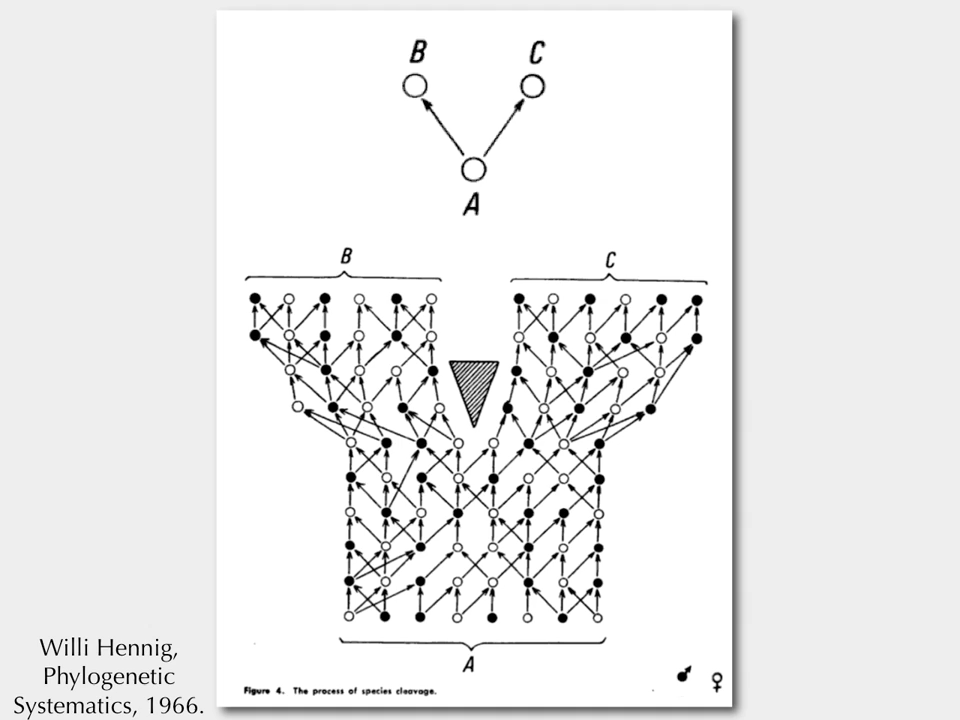 B C
A
B C
A
Figure 4. The process of species cleavage.
♂ ♀
Willi Hennig,
Phylogenetic
Systematics, 1966.